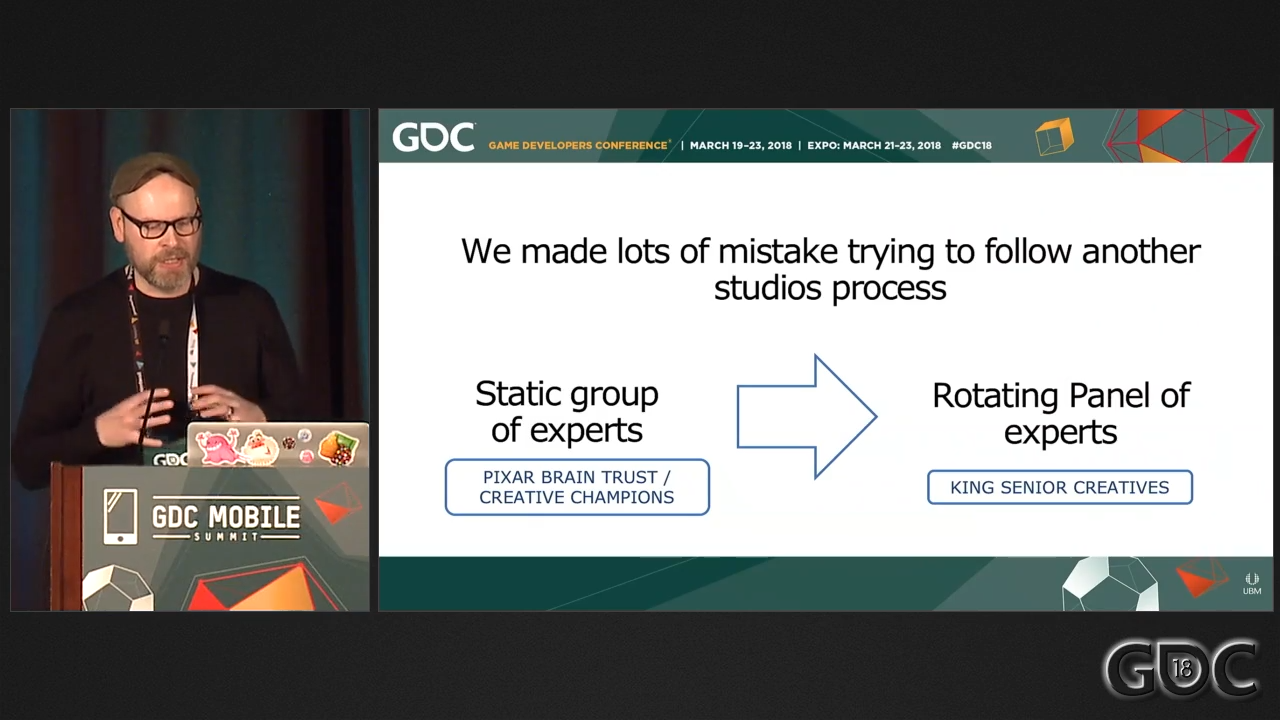 GDC GAME DEVELOPERS CONFERENCE | MARCH 19-23, 2018 | EXPO: MARCH 21-23, 2018 #GDC18
We made lots of mistake trying to follow another
studios process
Static group
of experts
PIXAR BRAIN TRUST /
CREATIVE CHAMPIONS
Rotating Panel of
experts
KING SENIOR CREATIVES
UBM
GDC
GDC MOBILE
SUMMIT
GDC 18